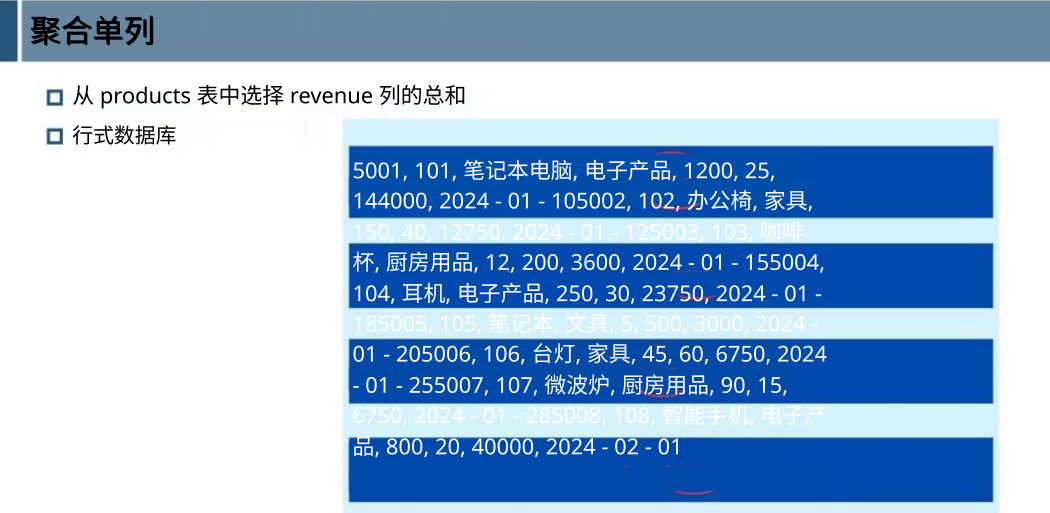 聚合单列
从 products 表中选择 revenue 列的总和
行式数据库
5001, 101, 笔记本电脑, 电子产品, 1200, 25,
144000, 2024 - 01 - 105002, 102, 办公椅, 家具,
150, 40, 12750, 2024 - 01 - 125003, 103, 咖啡
杯, 厨房用品, 12, 200, 3600, 2024 - 01 - 155004,
104, 耳机, 电子产品, 250, 30, 23750, 2024 - 01 -
185005, 105, 笔记本, 文具, 5, 500, 3000, 2024 -
01 - 205006, 106, 台灯, 家具, 45, 60, 6750, 2024
- 01 - 255007, 107, 微波炉, 厨房用品, 90, 15,
6750, 2024 - 01 - 285008, 108, 智能手机, 电子产
品, 800, 20, 40000, 2024 - 02 - 01